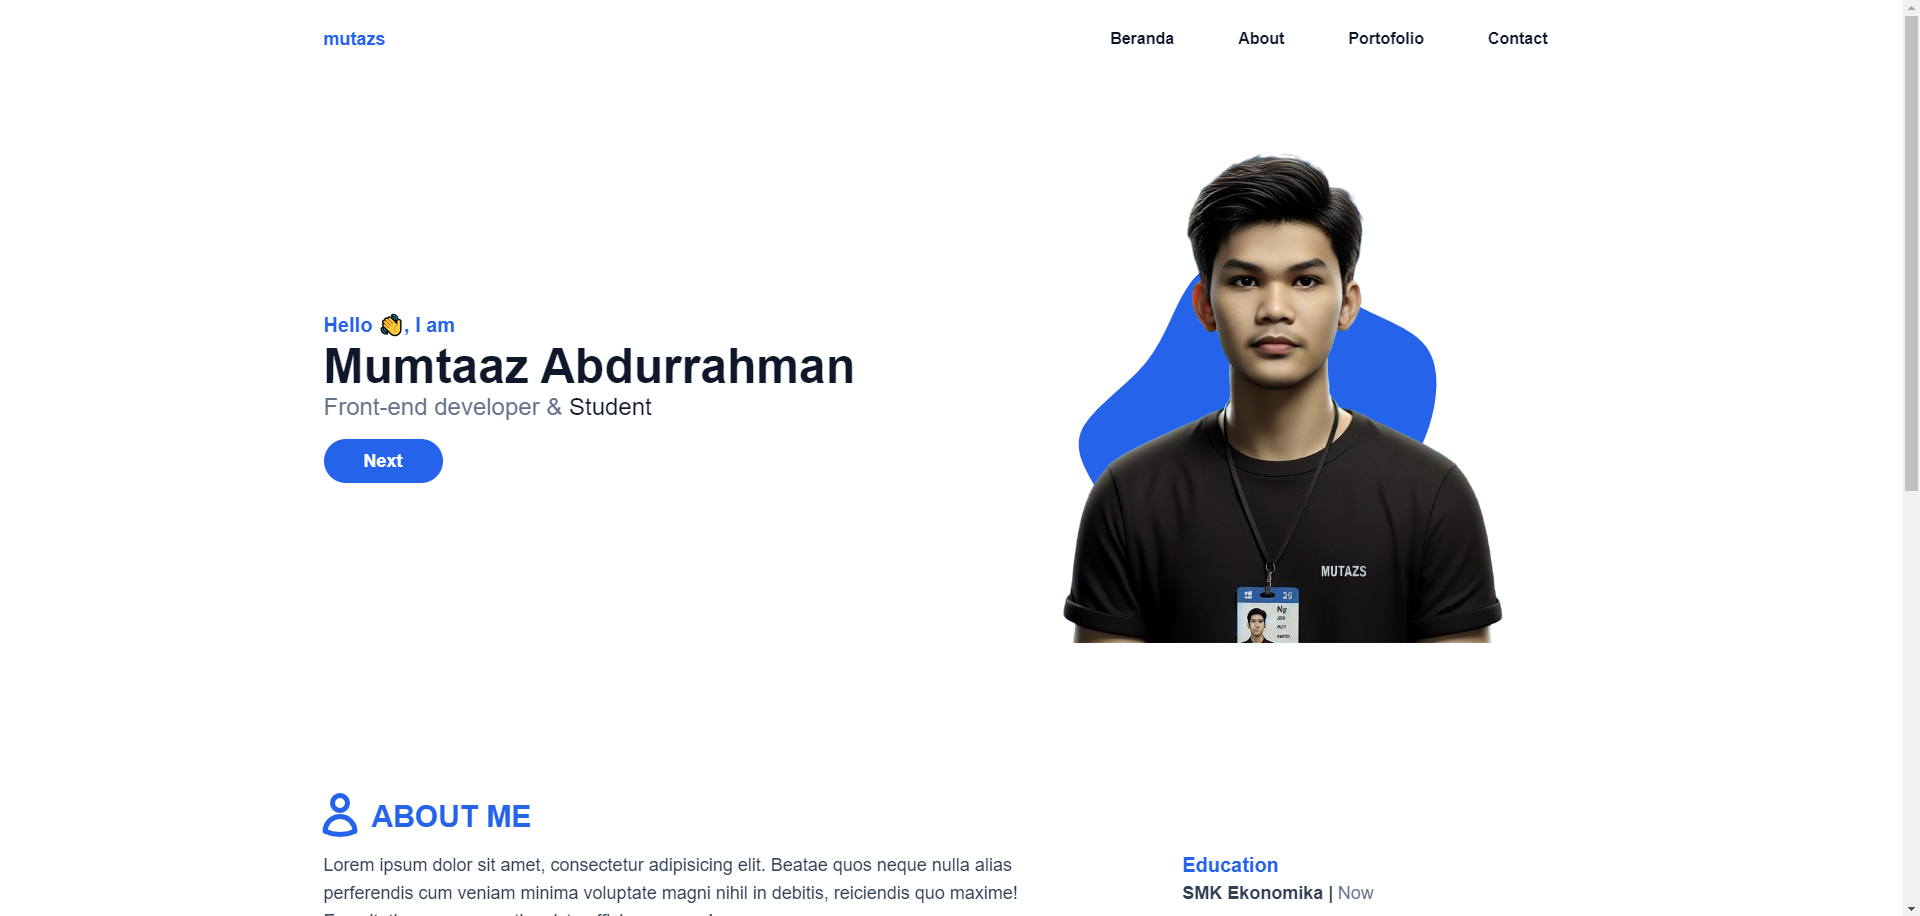 mutazs
Beranda About Portofolio Contact
Hello 👋, I am
Mumtaaz Abdurrahman
Front-end developer & Student
Next
MUTAZS
29
ABOUT ME
Lorem ipsum dolor sit amet, consectetur adipisicing elit. Beatae quos neque nulla alias
perferendis cum veniam minima voluptate magni nihil in debitis, reiciendis quo maxime!
Education
SMK Ekonomika | Now